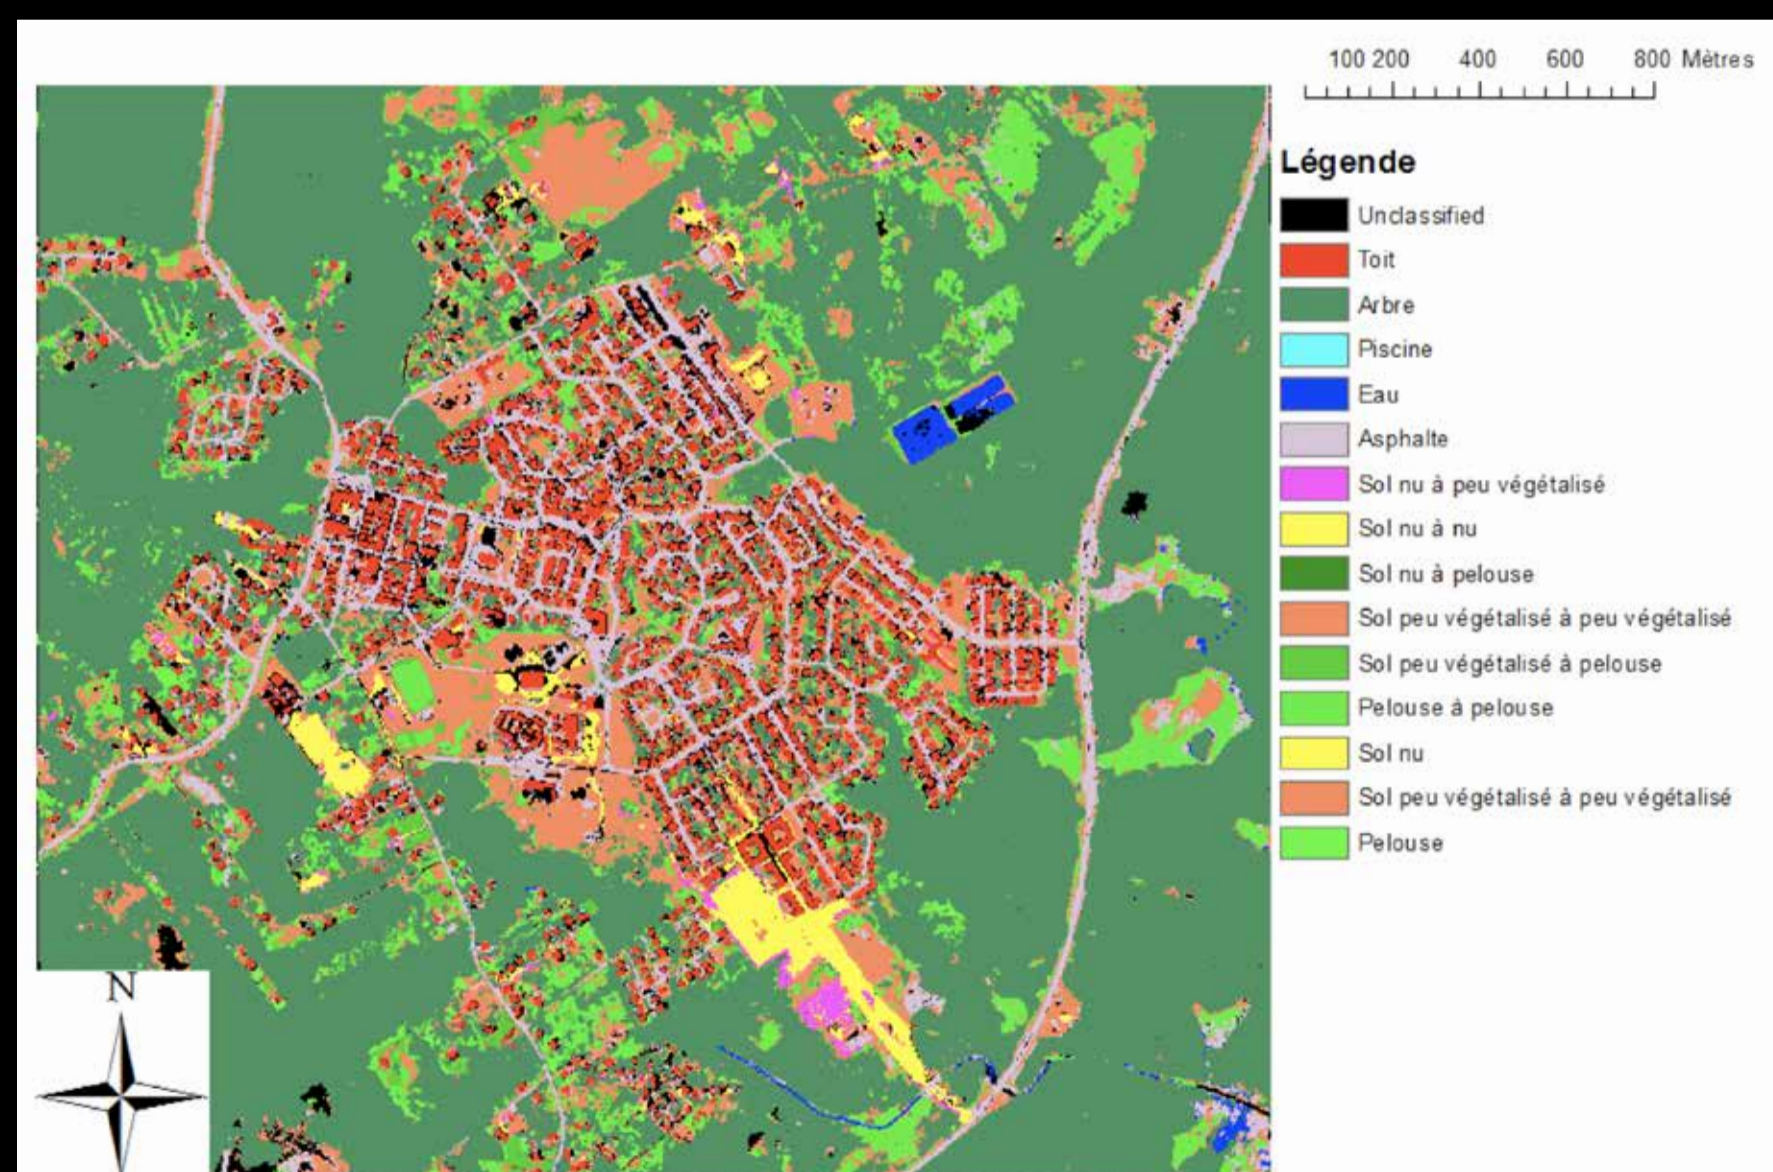 100 200 400 600 800 Mètres
Légende
Unclassified
Toit
Arbre
Piscine
Eau
Asphalte
Sol nu à peu végétalisé
Sol nu à nu
Sol nu à pelouse
Sol peu végétalisé à peu végétalisé
Sol peu végétalisé à pelouse
Pelouse à pelouse
Sol nu
Sol peu végétalisé à peu végétalisé
Pelouse
N